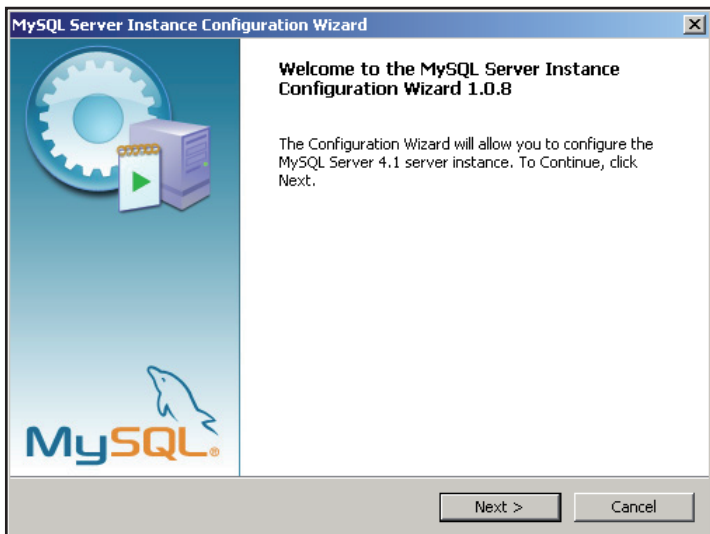 MySQL Server Instance Configuration Wizard
Welcome to the MySQL Server Instance
Configuration Wizard 1.0.8
The Configuration Wizard will allow you to configure the
MySQL Server 4.1 server instance. To Continue, click
Next.
MySQL®
Next >
Cancel